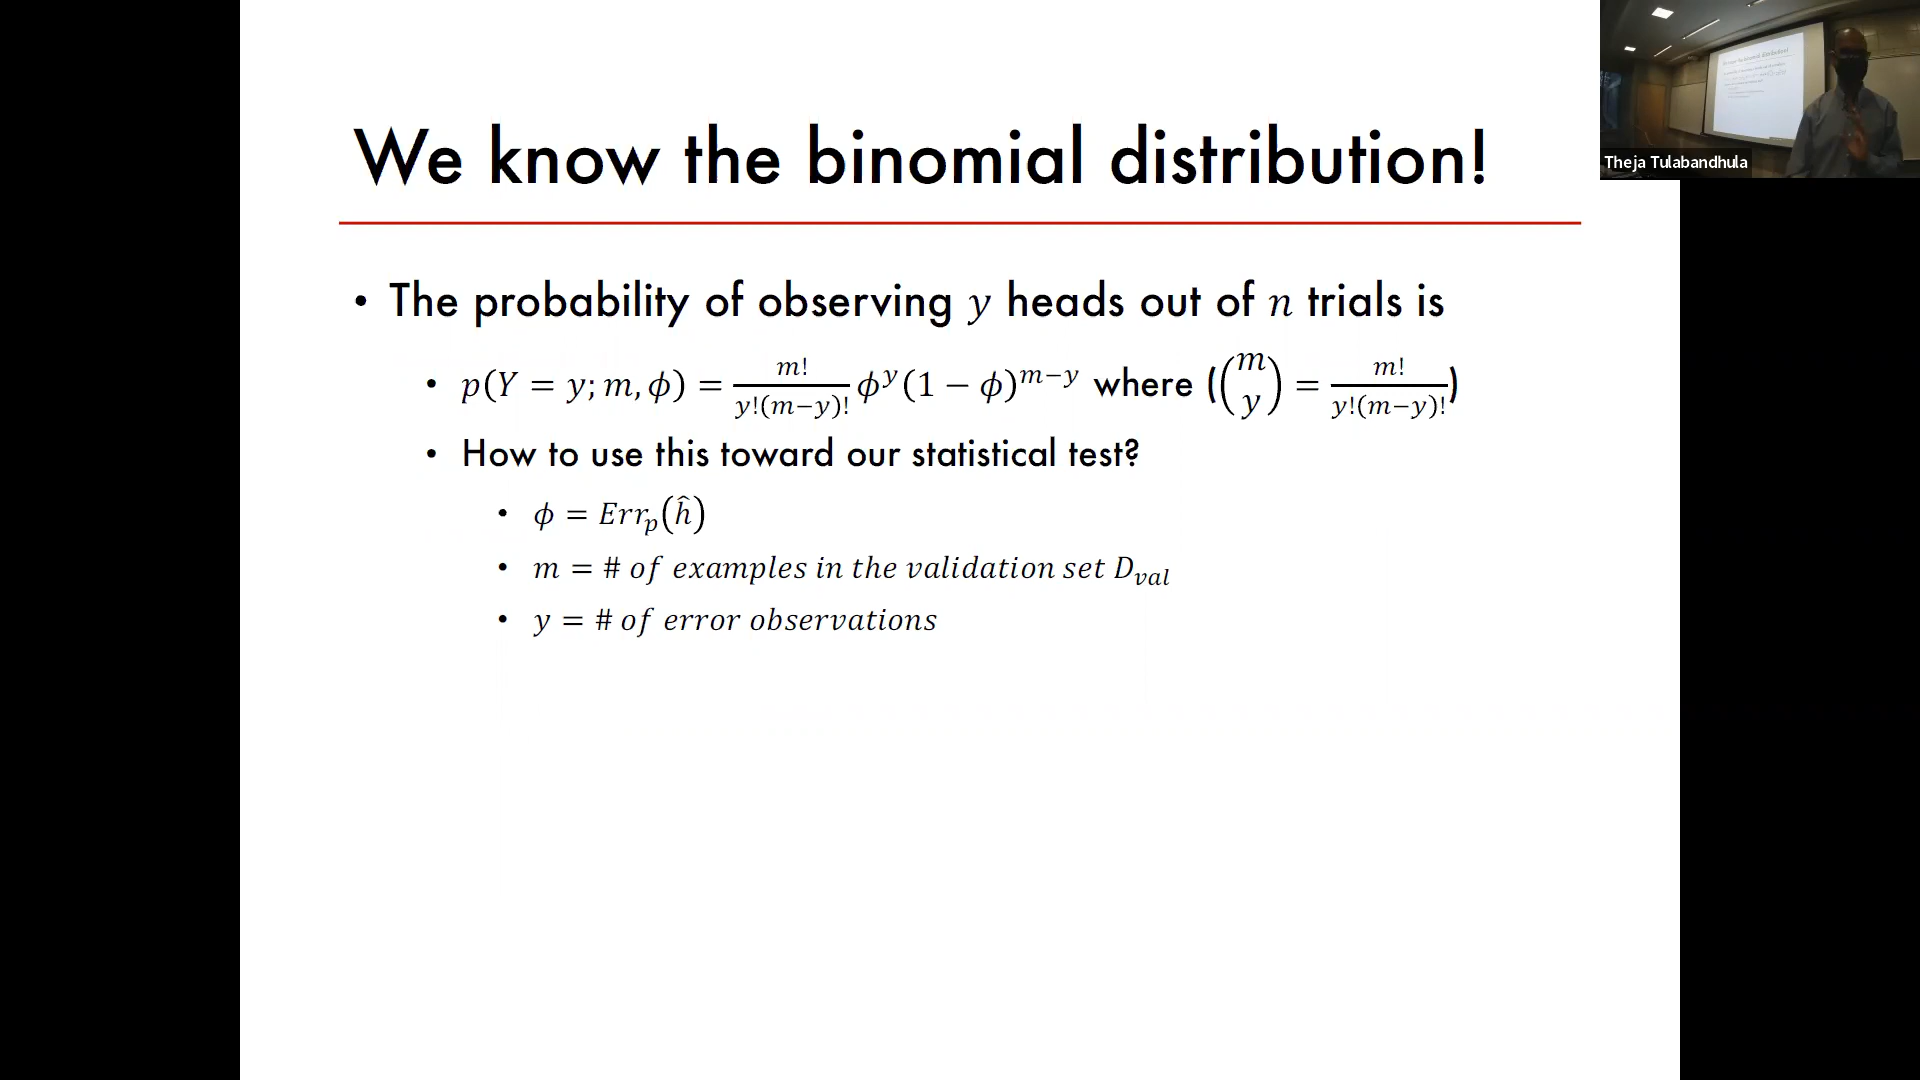 We know the binomial distribution!
• The probability of observing y heads out of n trials is
• p(Y = y; m, ϕ) = m!/(y!(m−y)!) ϕ^y (1 − ϕ)^(m−y) where ((m y) = m!/(y!(m−y)!))
• How to use this toward our statistical test?
• ϕ = Err_p(ĥ)
• m = # of examples in the validation set D_val
• y = # of error observations
Theja Tulabandhula